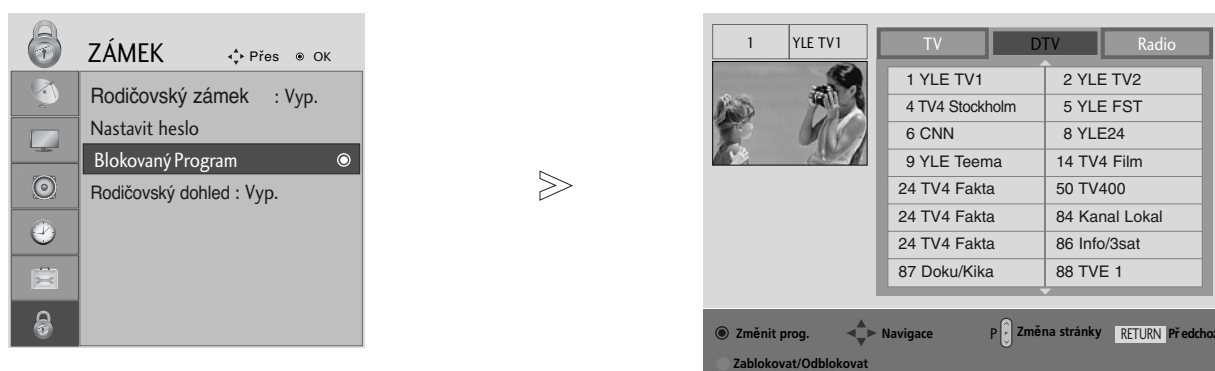 ZÁMEK Přes OK
Rodičovský zámek : Vyp.
Nastavit heslo
Blokovaný Program
Rodičovský dohled : Vyp.
1 YLE TV1
TV DTV Radio
1 YLE TV1 2 YLE TV2
4 TV4 Stockholm 5 YLE FST
6 CNN 8 YLE24
9 YLE Teema 14 TV4 Film
24 TV4 Fakta 50 TV400
24 TV4 Fakta 84 Kanal Lokal
24 TV4 Fakta 86 Info/3sat
87 Doku/Kika 88 TVE 1
Změnit prog. Navigace P Změna stránky RETURN Předcho
Zablokovat/Odblokovat